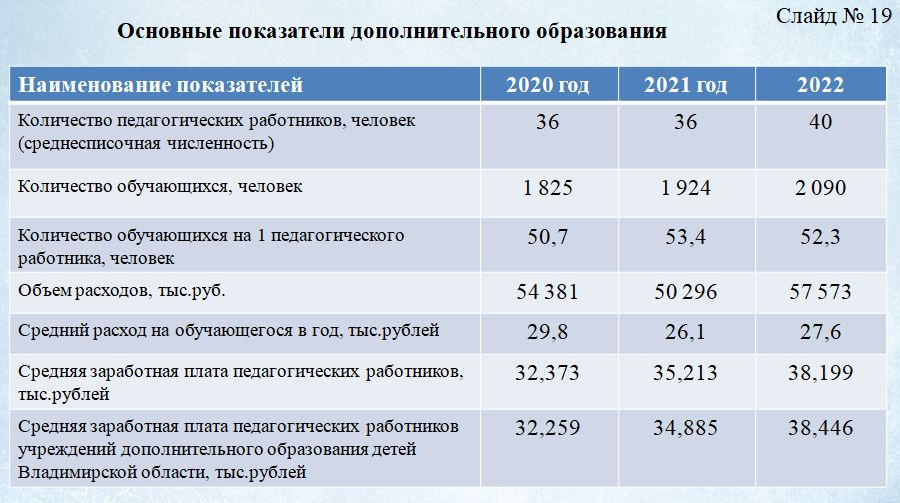 Слайд № 19
Основные показатели дополнительного образования
Наименование показателей 2020 год 2021 год 2022
Количество педагогических работников, человек
(среднесписочная численность) 36 36 40
Количество обучающихся, человек 1 825 1 924 2 090
Количество обучающихся на 1 педагогического
работника, человек 50,7 53,4 52,3
Объем расходов, тыс.руб. 54 381 50 296 57 573
Средний расход на обучающегося в год, тыс.рублей 29,8 26,1 27,6
Средняя заработная плата педагогических работников,
тыс.рублей 32,373 35,213 38,199
Средняя заработная плата педагогических работников
учреждений дополнительного образования детей
Владимирской области, тыс.рублей 32,259 34,885 38,446